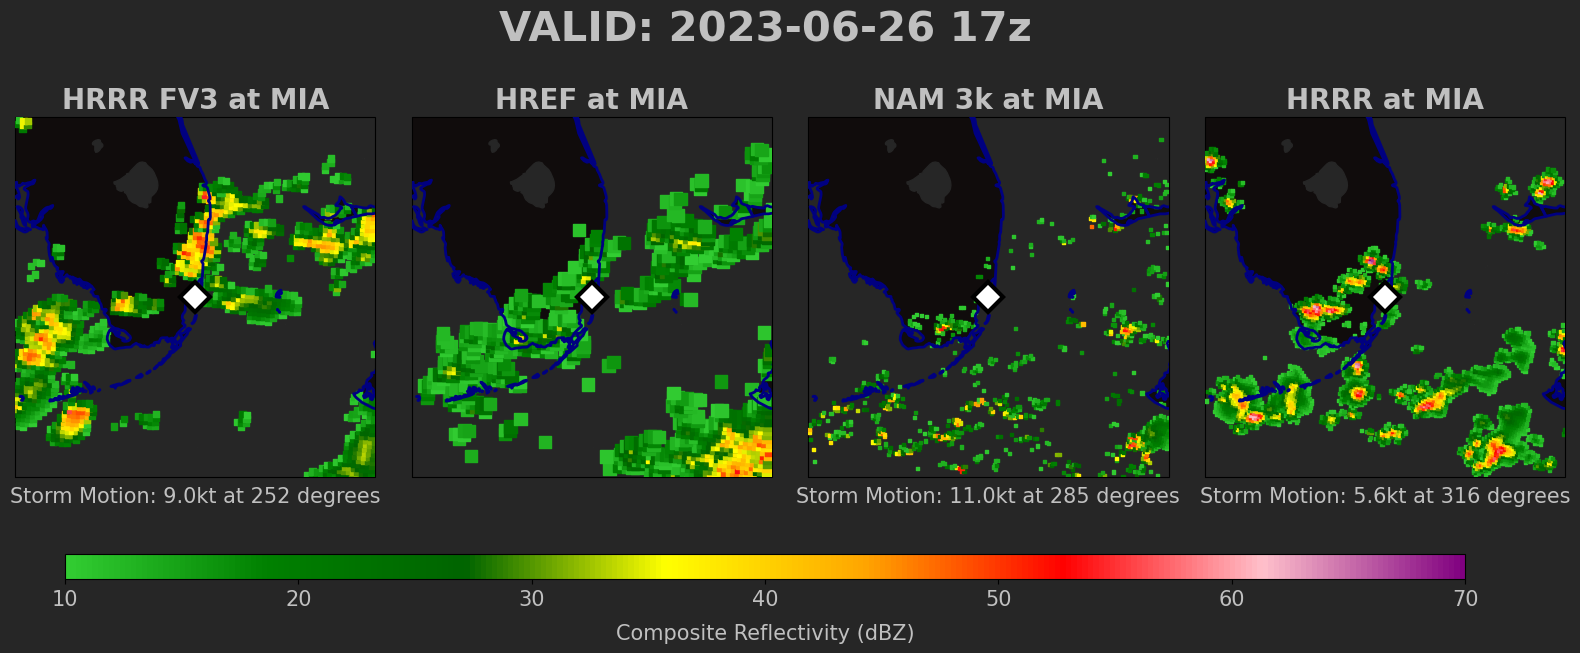 VALID: 2023-06-26 17z
HRRR FV3 at MIA
HREF at MIA
NAM 3k at MIA
HRRR at MIA
Storm Motion: 9.0kt at 252 degrees
Storm Motion: 11.0kt at 285 degrees
Storm Motion: 5.6kt at 316 degrees
10 20 30 40 50 60 70
Composite Reflectivity (dBZ)